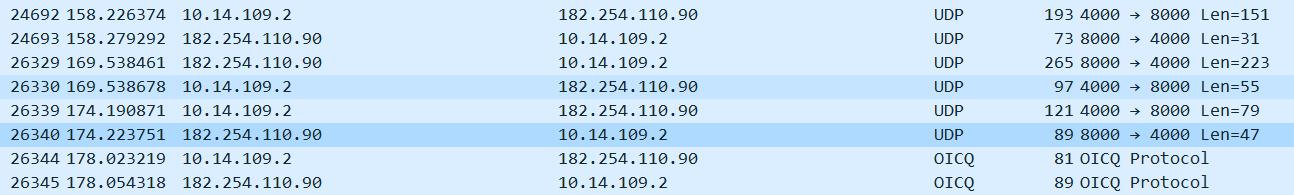 24692 158.226374 10.14.109.2 182.254.110.90 UDP 193 4000 → 8000 Len=151
24693 158.279292 182.254.110.90 10.14.109.2 UDP 73 8000 → 4000 Len=31
26329 169.538461 182.254.110.90 10.14.109.2 UDP 265 8000 → 4000 Len=223
26330 169.538678 10.14.109.2 182.254.110.90 UDP 97 4000 → 8000 Len=55
26339 174.190871 10.14.109.2 182.254.110.90 UDP 121 4000 → 8000 Len=79
26340 174.223751 182.254.110.90 10.14.109.2 UDP 89 8000 → 4000 Len=47
26344 178.023219 10.14.109.2 182.254.110.90 OICQ 81 OICQ Protocol
26345 178.054318 182.254.110.90 10.14.109.2 OICQ 89 OICQ Protocol